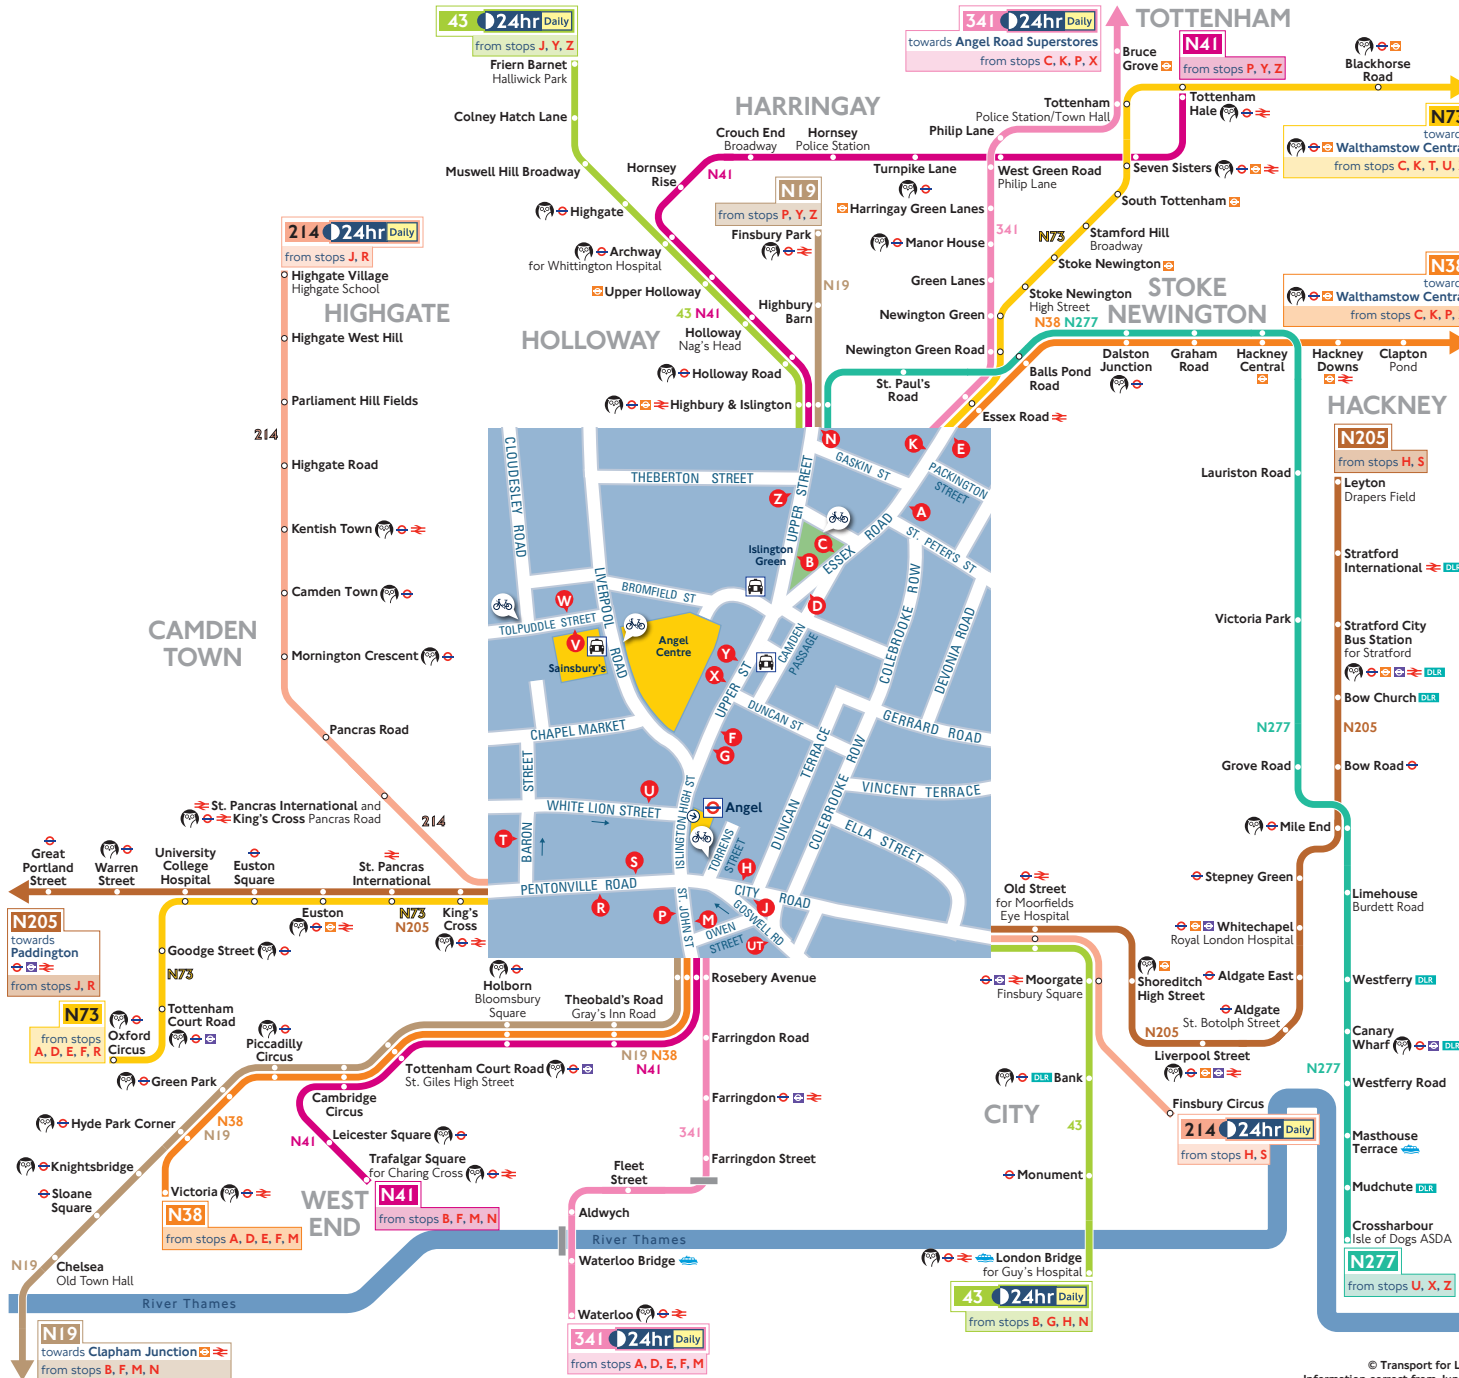 43 24hr Daily
from stops J, Y, Z
Friern Barnet
Halliwick Park
Colney Hatch Lane
Muswell Hill Broadway
Highgate
Archway
for Whittington Hospital
Upper Holloway
43 N41
Holloway
Nag's Head
Holloway Road
Highbury & Islington
HOLLOWAY
341 24hr Daily
towards Angel Road Superstores
from stops C, K, P, X
TOTTENHAM
Bruce
Grove
N41
from stops P, Y, Z
Blackhorse
Road
Tottenham
Hale
Tottenham
Police Station/Town Hall
Philip Lane
N73
towar
Walthamstow Centr
from stops C, K, T, U,
HARRINGAY
Crouch End
Broadway
Hornsey
Police Station
Hornsey
Rise
N41
Turnpike Lane
West Green Road
Philip Lane
Seven Sisters
South Tottenham
Harringay Green Lanes
341
Manor House
N73
Stamford Hill
Broadway
Stoke Newington
Green Lanes
Stoke Newington
High Street
STOKE
NEWINGTON
N38 N277
Newington Green
Newington Green Road
N38
towar
Walthamstow Centra
from stops C, K, P,
N19
from stops P, Y, Z
Finsbury Park
N19
Highbury
Barn
St. Paul's
Road
Balls Pond
Road
Essex Road
Dalston
Junction
Graham
Road
Hackney
Central
Hackney
Downs
Clapton
Pond
HACKNEY
214 24hr Daily
from stops J, R
Highgate Village
Highgate School
HIGHGATE
Highgate West Hill
Parliament Hill Fields
214
Highgate Road
Kentish Town
Camden Town
CAMDEN
TOWN
Mornington Crescent
Pancras Road
St. Pancras International and
King's Cross Pancras Road
214
N205
from stops H, S
Leyton
Drapers Field
Lauriston Road
Stratford
International DLR
Victoria Park
Stratford City
Bus Station
for Stratford
DLR
Bow Church DLR
N277
N205
Grove Road
Bow Road
Mile End
CLOUDESLEY ROAD
THEBERTON STREET
UPPER STREET
GASKIN ST
PACKINGTON
STREET
N
K
E
Z
A
ST. PETER'S ST
Islington
Green
C
B
ESSEX ROAD
D
LIVERPOOL ROAD
BROMFIELD ST
W
TOLPUDDLE STREET
V
Sainsbury's
Angel
Centre
Y
X
UPPER ST
CAMDEN
PASSAGE
COLEBROOKE ROW
DEVONIA ROAD
DUNCAN ST
GERRARD ROAD
CHAPEL MARKET
F
G
DUNCAN TERRACE
COLEBROOKE ROW
VINCENT TERRACE
BARON STREET
U
WHITE LION STREET
ISLINGTON HIGH ST
Angel
T
S
TORRENS
STREET
ELLA STREET
H
PENTONVILLE ROAD
CITY ROAD
R
P
ST. JOHN ST
M
J
GOSWELL RD
OWEN
STREET
UT
Great
Portland
Street
Warren
Street
University
College
Hospital
Euston
Square
St. Pancras
International
Euston
N73
N205
King's
Cross
N205
towards
Paddington
from stops J, R
Goodge Street
N73
Tottenham
Court Road
N73
from stops
A, D, E, F, R
Oxford
Circus
Piccadilly
Circus
Green Park
Hyde Park Corner
N38
N19
Knightsbridge
Sloane
Square
Victoria
N38
from stops A, D, E, F, M
N19
Chelsea
Old Town Hall
River Thames
N19
towards Clapham Junction
from stops B, F, M, N
Holborn
Bloomsbury
Square
Theobald's Road
Gray's Inn Road
N19 N38
N41
Tottenham Court Road
St. Giles High Street
Cambridge
Circus
N41
Leicester Square
Trafalgar Square
for Charing Cross
WEST
END
N41
from stops B, F, M, N
Rosebery Avenue
Farringdon Road
Farringdon
341
Farringdon Street
Fleet
Street
Aldwych
River Thames
Waterloo Bridge
Waterloo
341 24hr Daily
from stops A, D, E, F, M
Old Street
for Moorfields
Eye Hospital
Moorgate
Finsbury Square
Shoreditch
High Street
Stepney Green
Whitechapel
Royal London Hospital
Aldgate East
Aldgate
St. Botolph Street
N205
Liverpool Street
DLR Bank
CITY
43
Finsbury Circus
214 24hr Daily
from stops H, S
Monument
London Bridge
for Guy's Hospital
43 24hr Daily
from stops B, G, H, N
Limehouse
Burdett Road
Westferry DLR
Canary
Wharf DLR
N277
Westferry Road
Masthouse
Terrace
Mudchute DLR
Crossharbour
Isle of Dogs ASDA
N277
from stops U, X, Z
© Transport for L